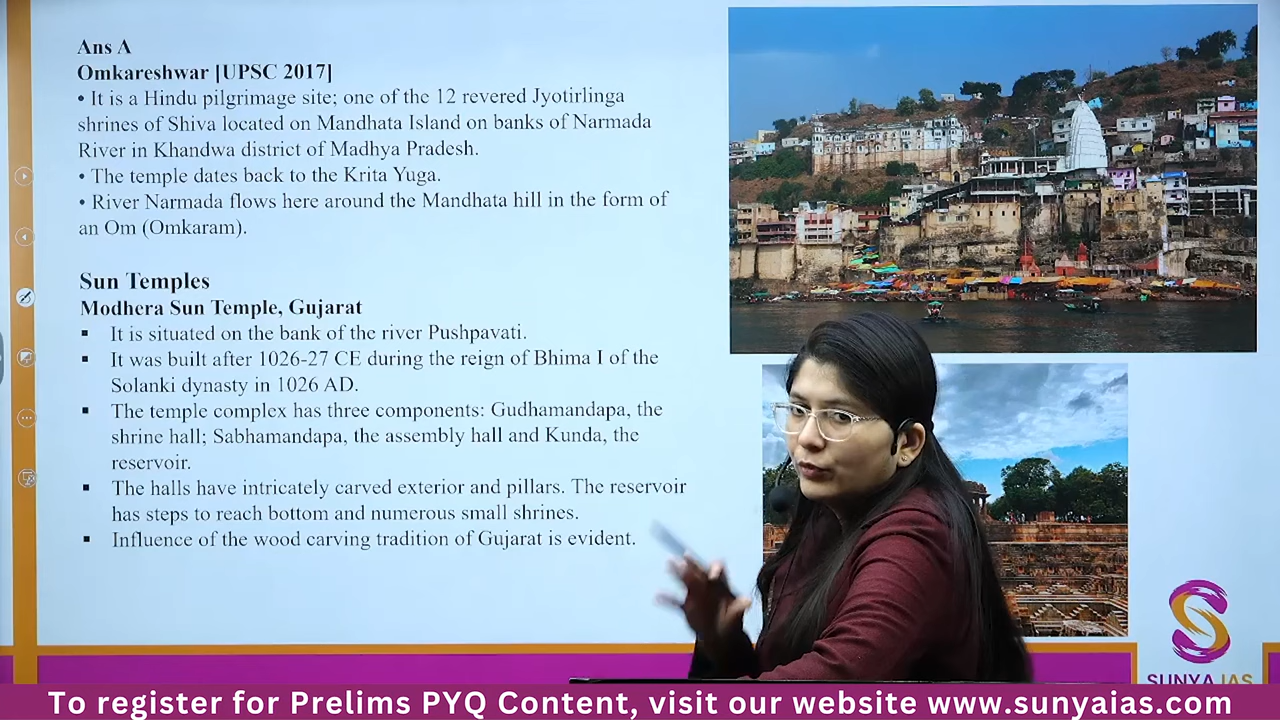 Ans A
Omkareshwar [UPSC 2017]
• It is a Hindu pilgrimage site; one of the 12 revered Jyotirlinga
shrines of Shiva located on Mandhata Island on banks of Narmada
River in Khandwa district of Madhya Pradesh.
• The temple dates back to the Krita Yuga.
• River Narmada flows here around the Mandhata hill in the form of
an Om (Omkaram).
Sun Temples
Modhera Sun Temple, Gujarat
▪ It is situated on the bank of the river Pushpavati.
▪ It was built after 1026-27 CE during the reign of Bhima I of the
Solanki dynasty in 1026 AD.
▪ The temple complex has three components: Gudhamandapa, the
shrine hall; Sabhamandapa, the assembly hall and Kunda, the
reservoir.
▪ The halls have intricately carved exterior and pillars. The reservoir
has steps to reach bottom and numerous small shrines.
▪ Influence of the wood carving tradition of Gujarat is evident.
SUNYA IAS
To register for Prelims PYQ Content, visit our website www.sunyaias.com